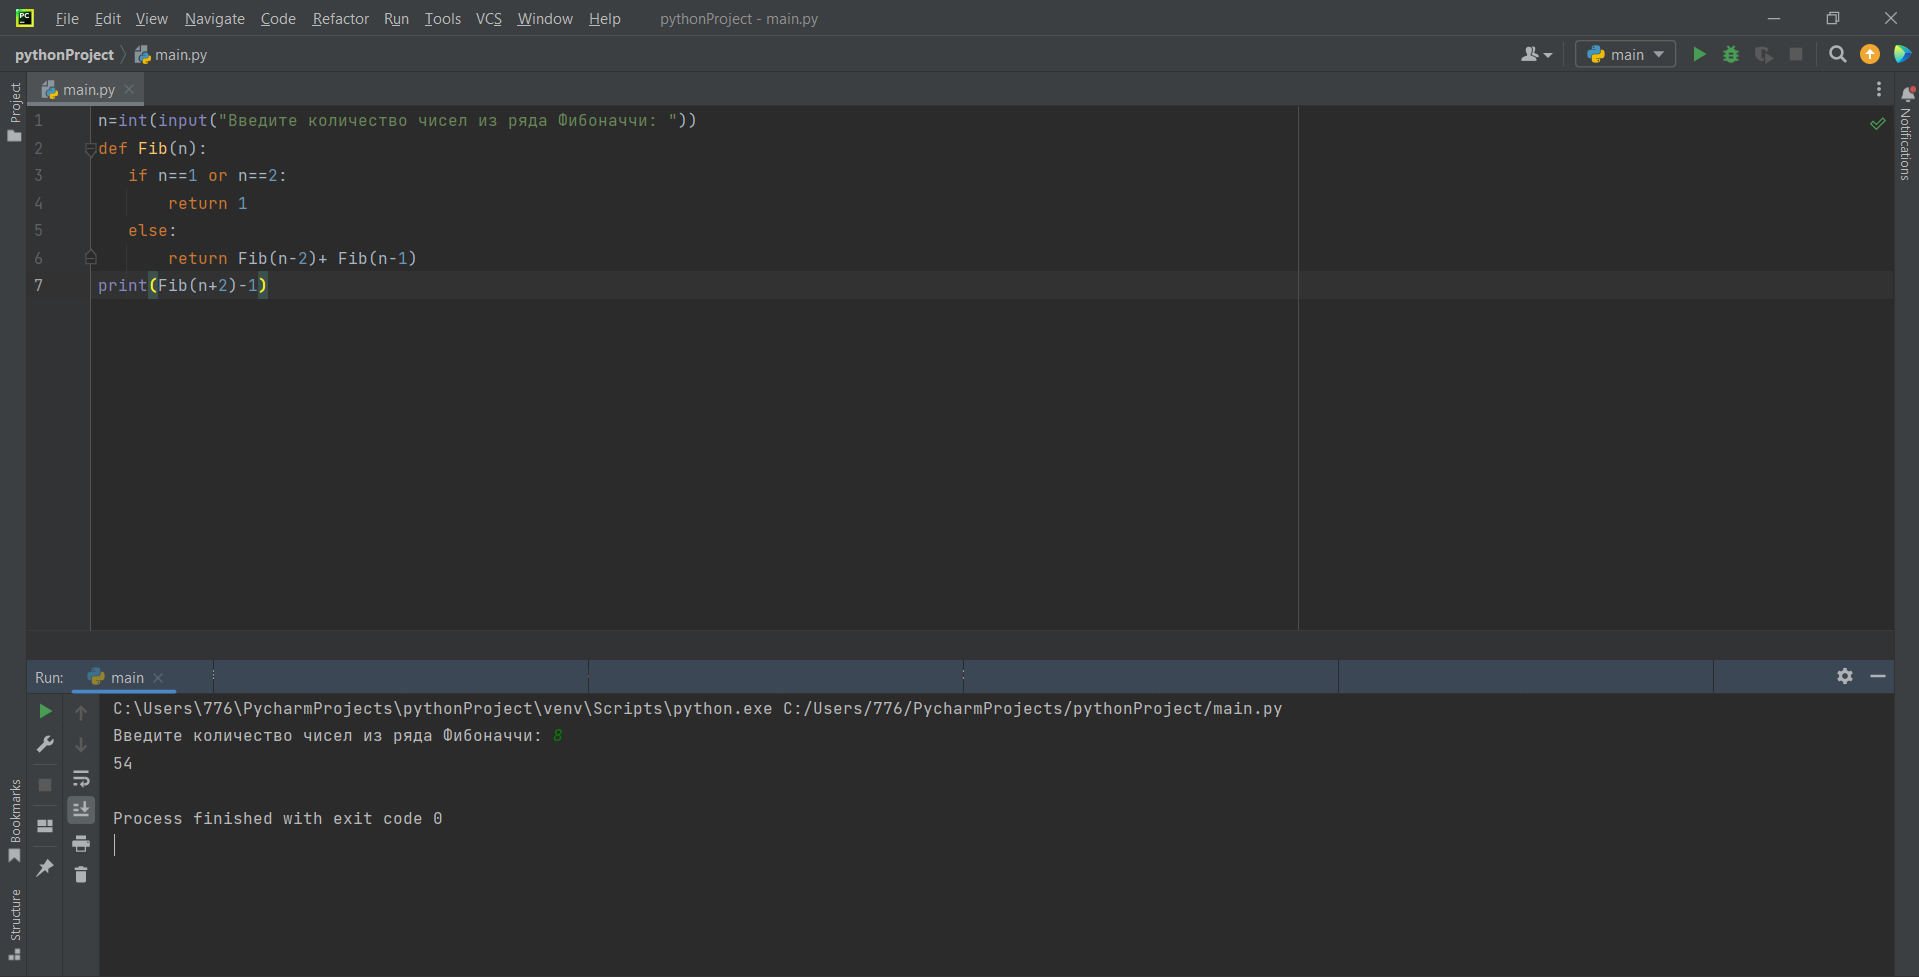 PC File Edit View Navigate Code Refactor Run Tools VCS Window Help pythonProject - main.py
pythonProject main.py main
Project main.py
1 n=int(input("Введите количество чисел из ряда Фибоначчи: "))
2 def Fib(n):
3 if n==1 or n==2:
4 return 1
5 else:
6 return Fib(n-2)+ Fib(n-1)
7 print(Fib(n+2)-1)
Notifications
Run: main
C:\Users\776\PycharmProjects\pythonProject\venv\Scripts\python.exe C:/Users/776/PycharmProjects/pythonProject/main.py
Введите количество чисел из ряда Фибоначчи: 8
54
Process finished with exit code 0
Bookmarks
Structure